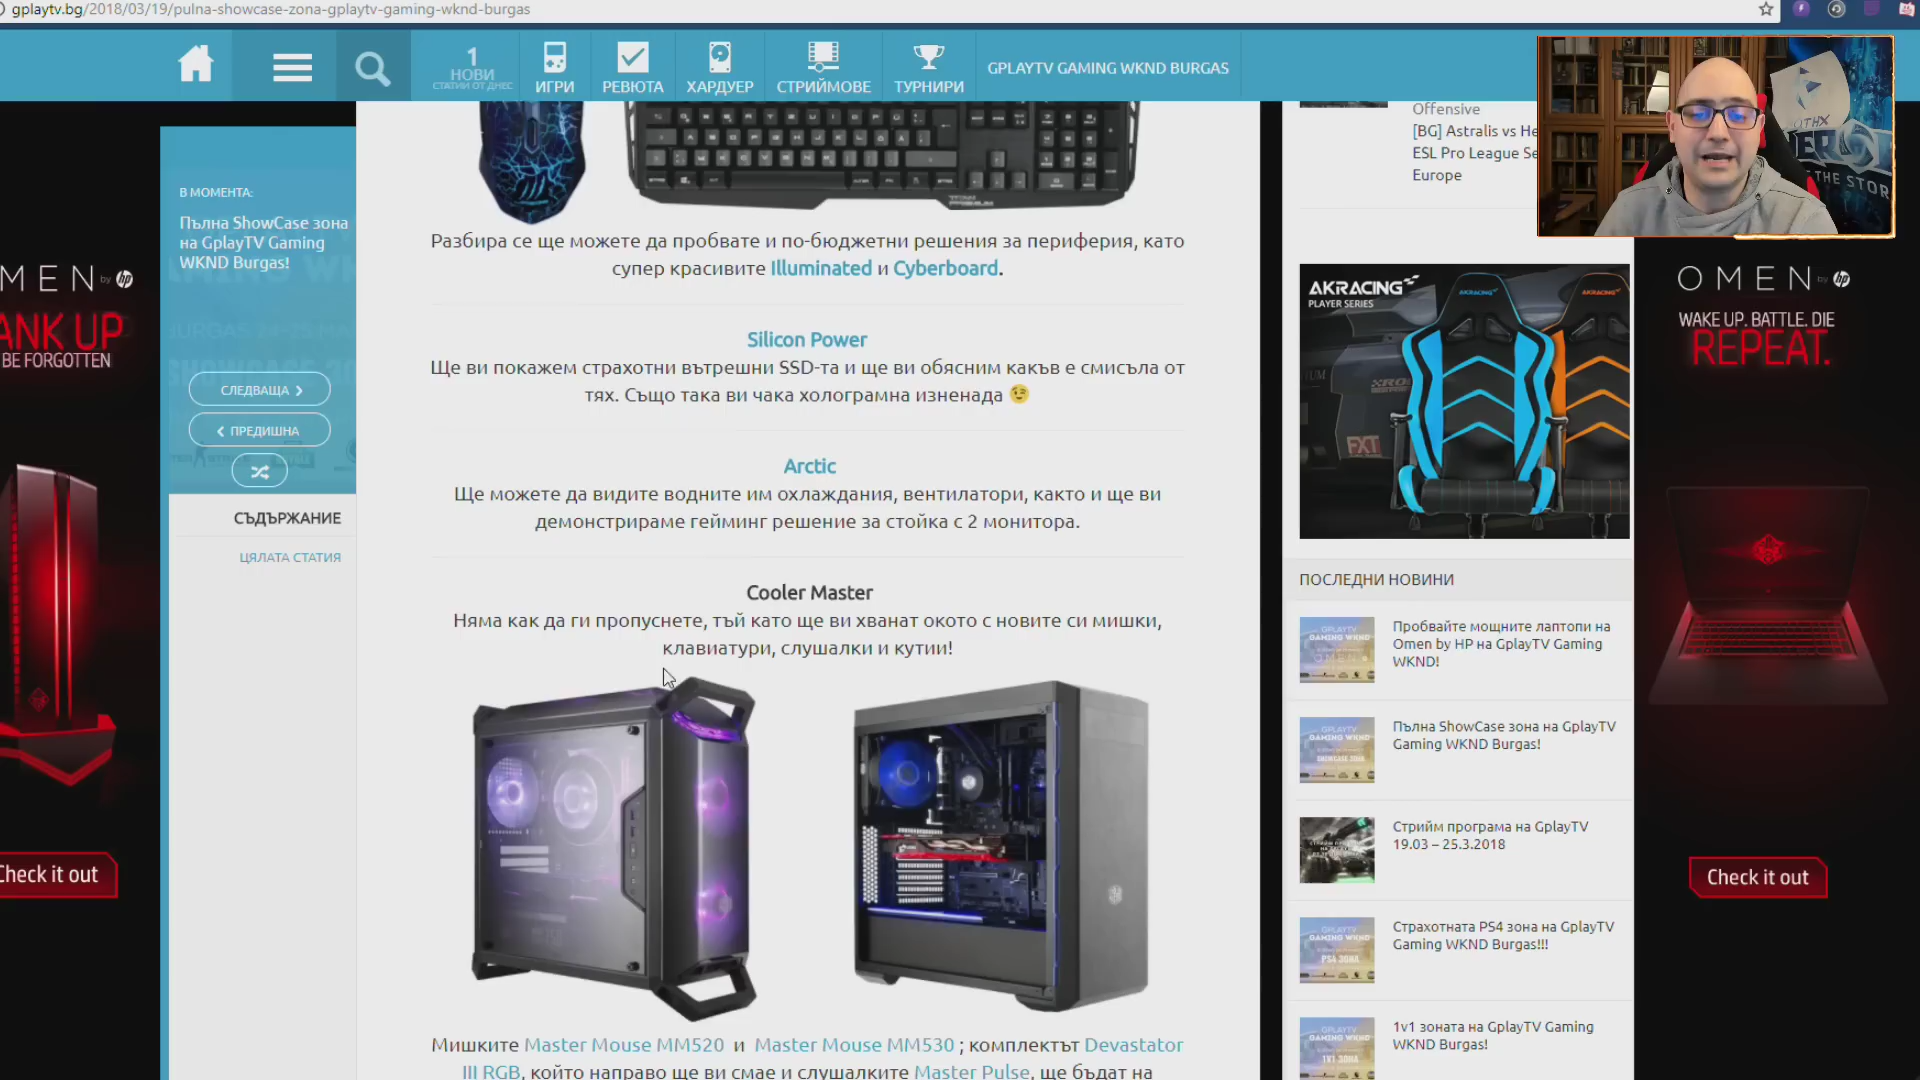 gplaytv.bg/2018/03/19/pulna-showcase-zona-gplaytv-gaming-wknd-burgas
1
НОВИ
СТАТИИ ОТ ДНЕС
ИГРИ
РЕВЮТА
ХАРДУЕР
СТРИЙМОВЕ
ТУРНИРИ
GPLAYTV GAMING WKND BURGAS
В МОМЕНТА:
Пълна ShowCase зона
на GplayTV Gaming
WKND Burgas!
СЛЕДВАЩА
ПРЕДИШНА
СЪДЪРЖАНИЕ
ЦЯЛАТА СТАТИЯ
MEN by hp
ANK UP
BE FORGOTTEN
Check it out
Разбира се ще можете да пробвате и по-бюджетни решения за периферия, като
супер красивите Illuminated и Cyberboard.
Silicon Power
Ще ви покажем страхотни вътрешни SSD-та и ще ви обясним какъв е смисъла от
тях. Също така ви чака холограмна изненада 😉
Arctic
Ще можете да видите водните им охлаждания, вентилатори, както и ще ви
демонстрираме гейминг решение за стойка с 2 монитора.
Cooler Master
Няма как да ги пропуснете, тъй като ще ви хванат окото с новите си мишки,
клавиатури, слушалки и кутии!
Мишките Master Mouse MM520 и Master Mouse MM530 ; комплектът Devastator
III RGB, който направо ще ви смае и слушалките Master Pulse, ще бъдат на
Offensive
[BG] Astralis vs He
ESL Pro League Se
Europe
THE STOR
AKRACING
PLAYER SERIES
FXT
ПОСЛЕДНИ НОВИНИ
Пробвайте мощните лаптопи на
Omen by HP на GplayTV Gaming
WKND!
Пълна ShowCase зона на GplayTV
Gaming WKND Burgas!
Стрийм програма на GplayTV
19.03 – 25.3.2018
Страхотната PS4 зона на GplayTV
Gaming WKND Burgas!!!
1v1 зоната на GplayTV Gaming
WKND Burgas!
OMEN by hp
WAKE UP. BATTLE. DIE
REPEAT.
Check it out